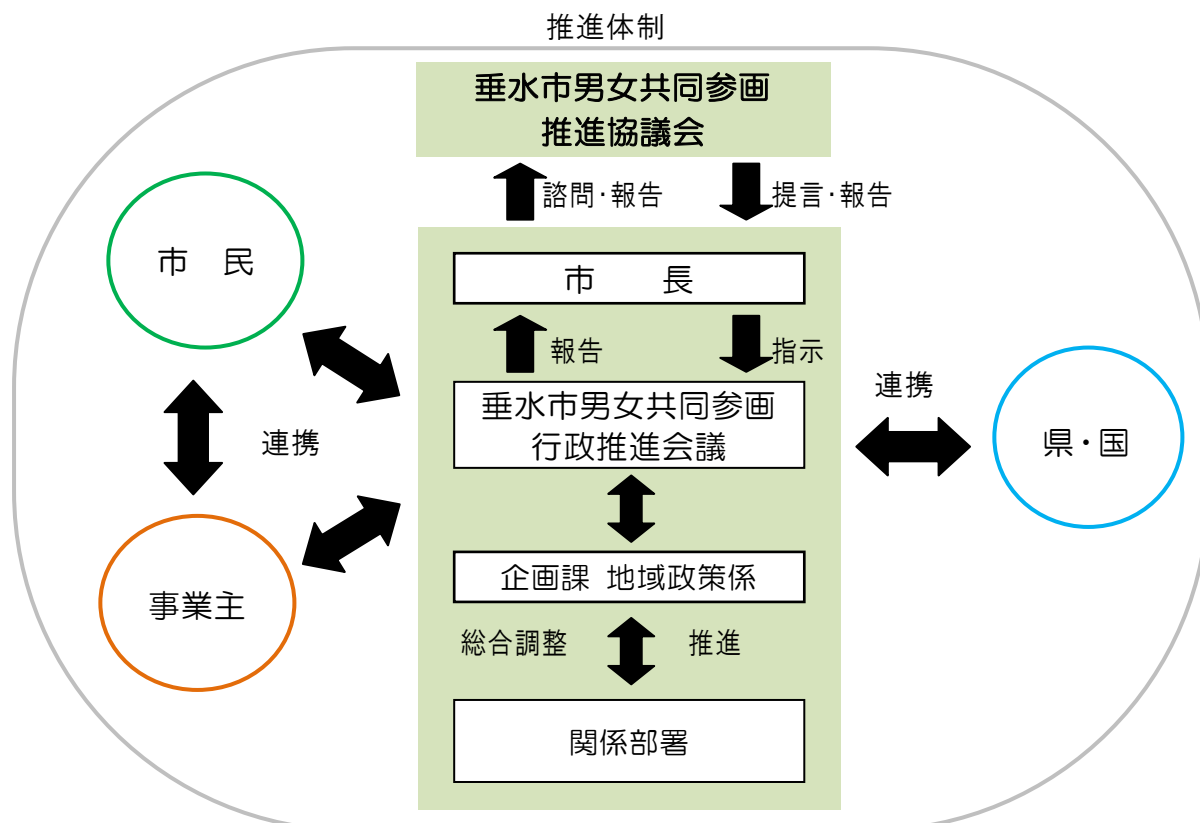 推進体制
垂水市男女共同参画
推進協議会
諮問・報告
提言・報告
市　民
市　　長
報告
指示
垂水市男女共同参画
行政推進会議
連携
県・国
連携
企画課 地域政策係
事業主
総合調整
推進
関係部署